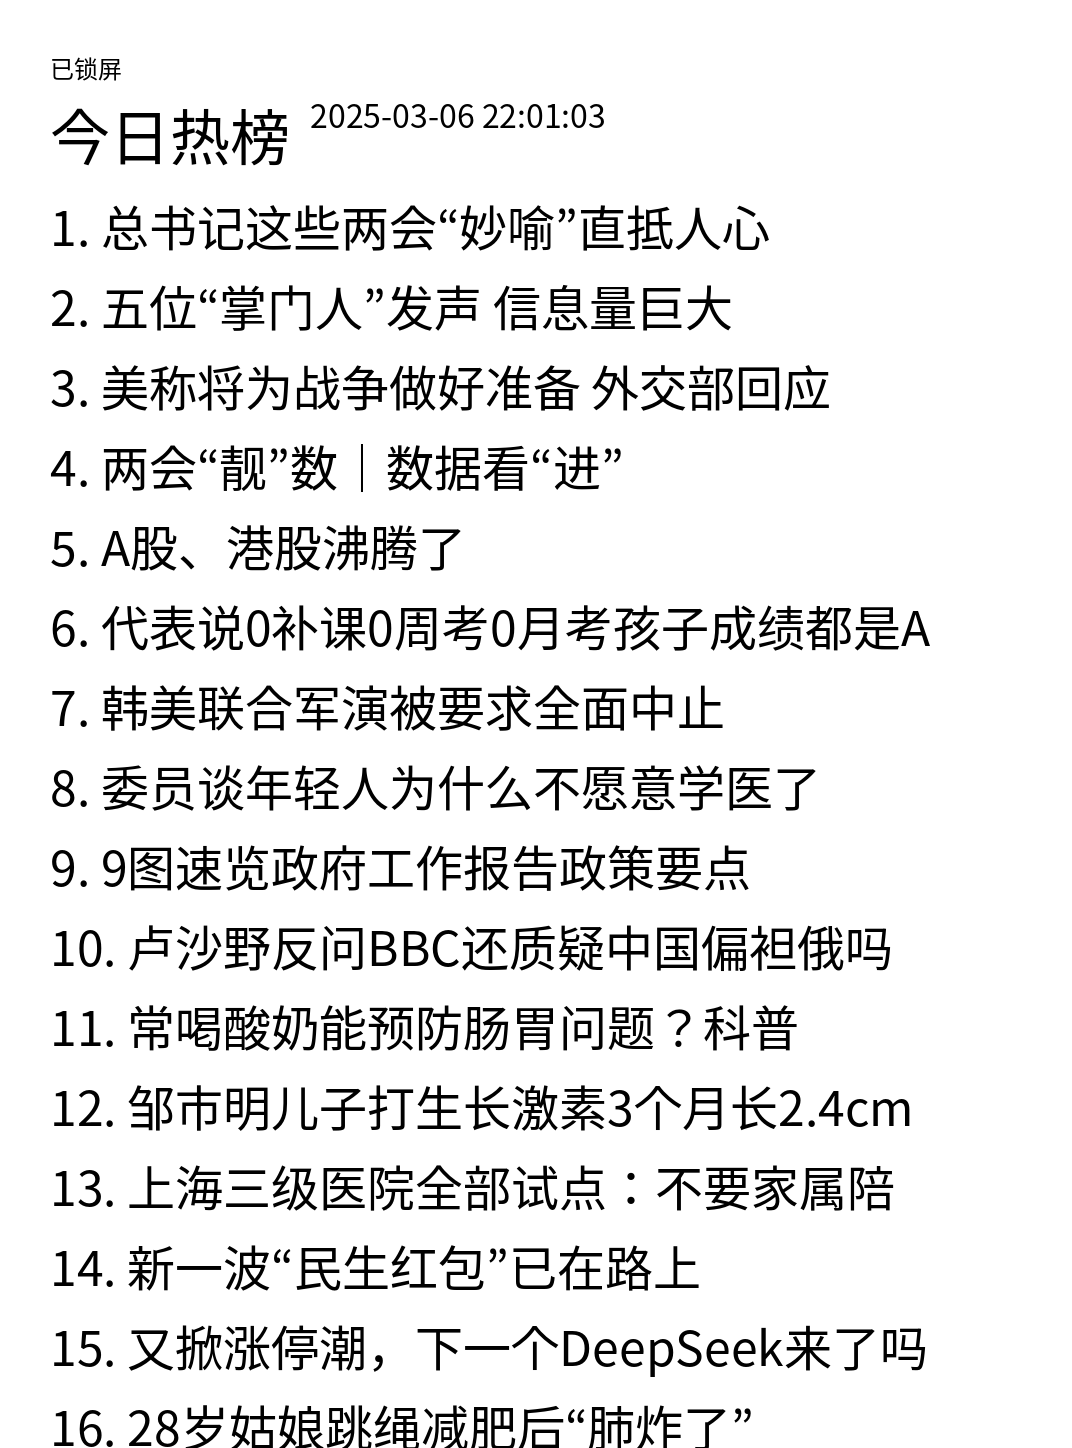 已锁屏
今日热榜 2025-03-06 22:01:03
1. 总书记这些两会“妙喻”直抵人心
2. 五位“掌门人”发声 信息量巨大
3. 美称将为战争做好准备 外交部回应
4. 两会“靓”数｜数据看“进”
5. A股、港股沸腾了
6. 代表说0补课0周考0月考孩子成绩都是A
7. 韩美联合军演被要求全面中止
8. 委员谈年轻人为什么不愿意学医了
9. 9图速览政府工作报告政策要点
10. 卢沙野反问BBC还质疑中国偏袒俄吗
11. 常喝酸奶能预防肠胃问题？科普
12. 邹市明儿子打生长激素3个月长2.4cm
13. 上海三级医院全部试点：不要家属陪
14. 新一波“民生红包”已在路上
15. 又掀涨停潮，下一个DeepSeek来了吗
16. 28岁姑娘跳绳减肥后“肺炸了”